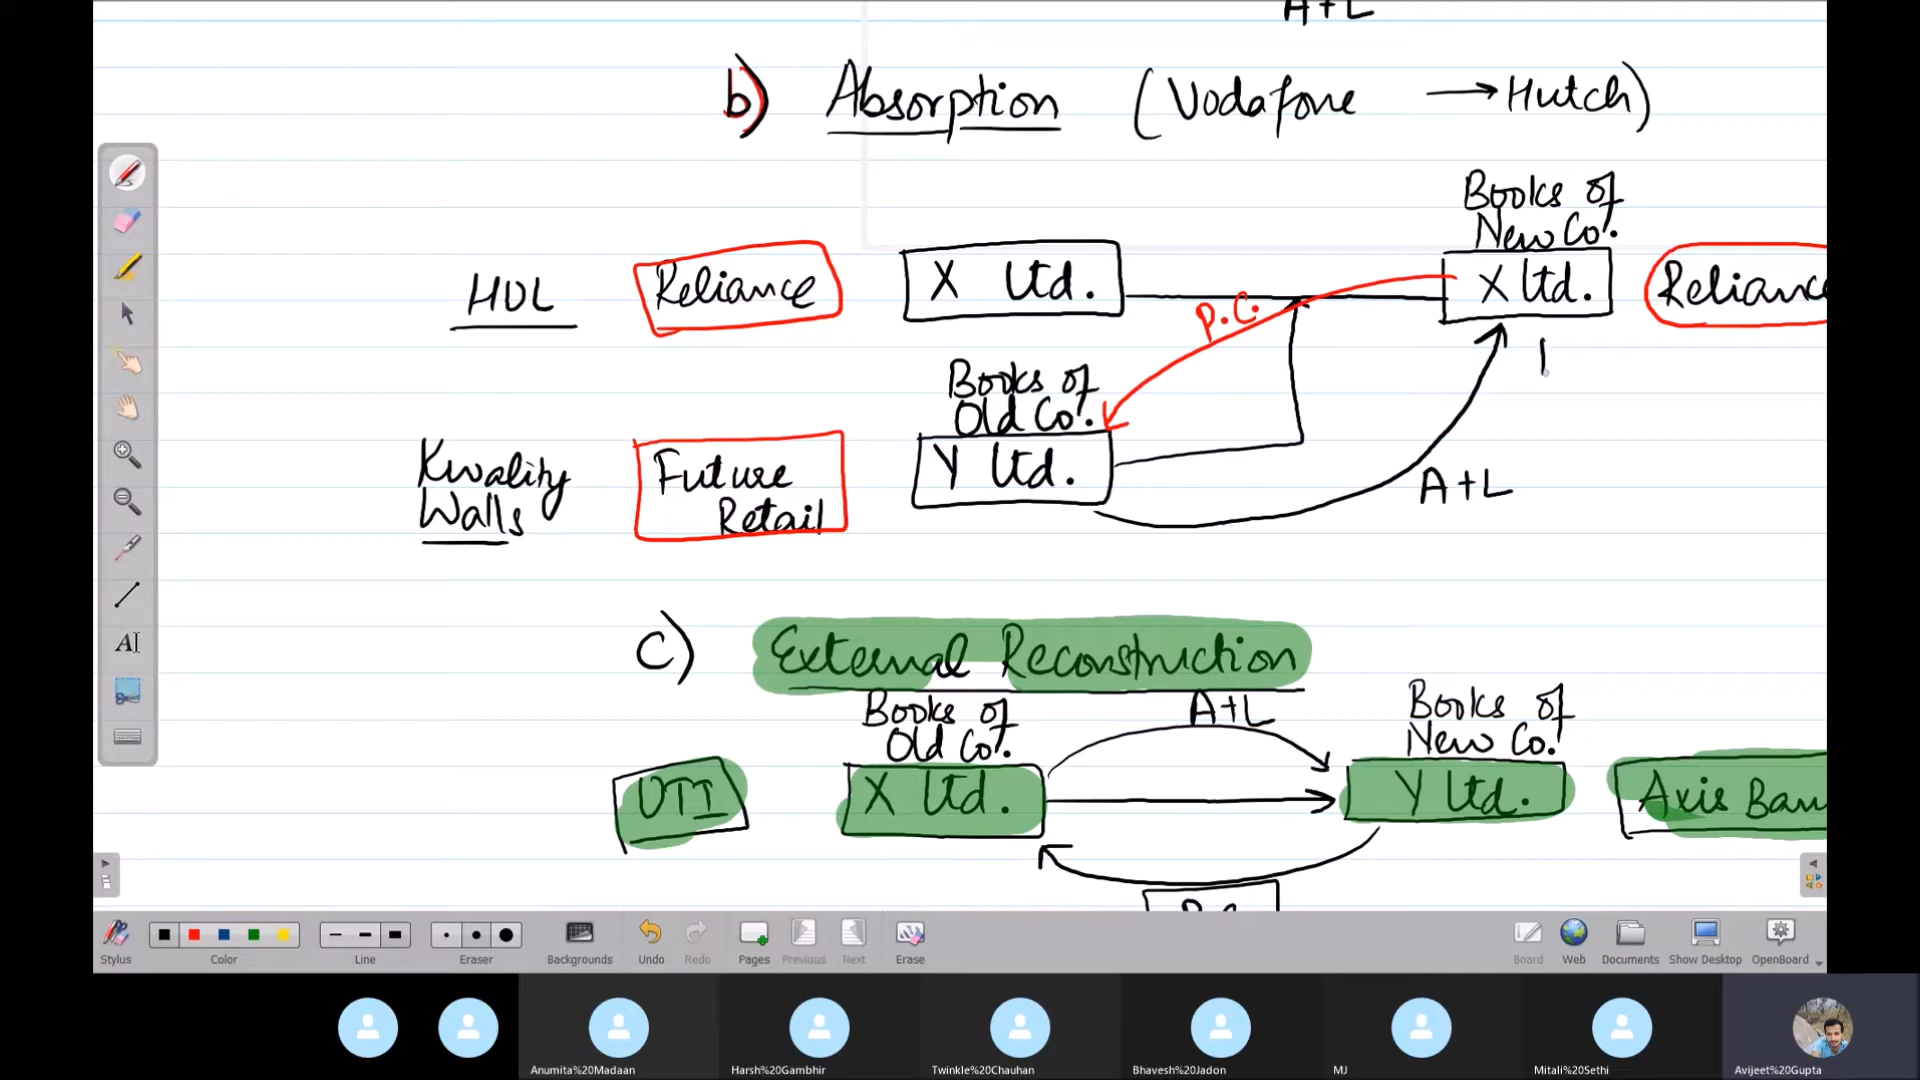 A+L
b) Absorption (Vodafone → Hutch)
Books of
New Co.
HUL Reliance X Ltd. X Ltd. Reliance
P.C.
Books of
Old Co.
Kwality
Walls
Future
Retail
Y Ltd.
A+L
c) External Reconstruction
Books of
Old Co.
A+L
Books of
New Co.
UTI X Ltd. Y Ltd. Axis Ban
Stylus Color Line Eraser Backgrounds Undo Redo Pages Previous Next Erase Board Web Documents Show Desktop OpenBoard
Anumita%20Madaan Harsh%20Gambhir Twinkle%20Chauhan Bhavesh%20Jadon MJ Mitali%20Sethi Avijeet%20Gupta